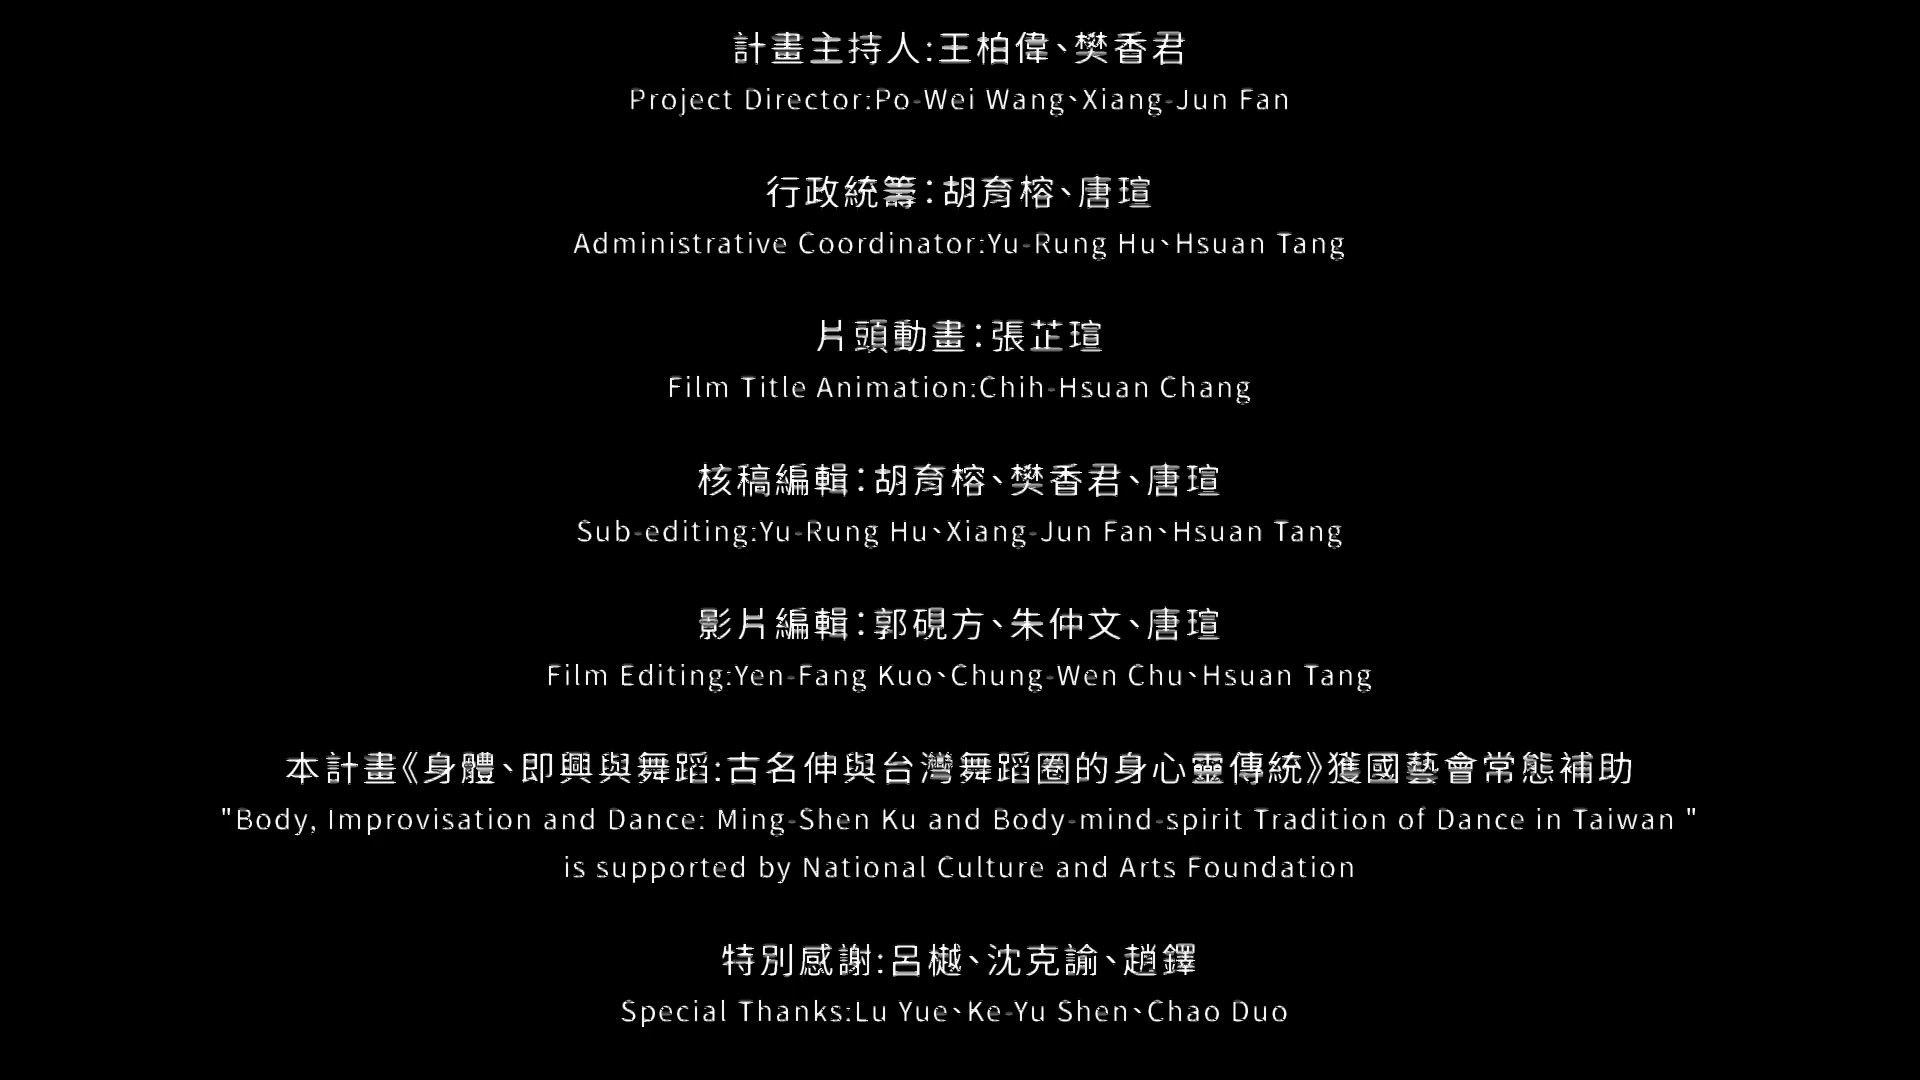 計畫主持人:王柏偉、樊香君
Project Director:Po-Wei Wang、Xiang-Jun Fan
行政統籌：胡育榕、唐瑄
Administrative Coordinator:Yu-Rung Hu、Hsuan Tang
片頭動畫：張芷瑄
Film Title Animation:Chih-Hsuan Chang
核稿編輯：胡育榕、樊香君、唐瑄
Sub-editing:Yu-Rung Hu、Xiang-Jun Fan、Hsuan Tang
影片編輯：郭硯方、朱仲文、唐瑄
Film Editing:Yen-Fang Kuo、Chung-Wen Chu、Hsuan Tang
本計畫《身體、即興與舞蹈:古名伸與台灣舞蹈圈的身心靈傳統》獲國藝會常態補助
"Body, Improvisation and Dance: Ming-Shen Ku and Body-mind-spirit Tradition of Dance in Taiwan "
is supported by National Culture and Arts Foundation
特別感謝:呂樾、沈克諭、趙鐸
Special Thanks:Lu Yue、Ke-Yu Shen、Chao Duo